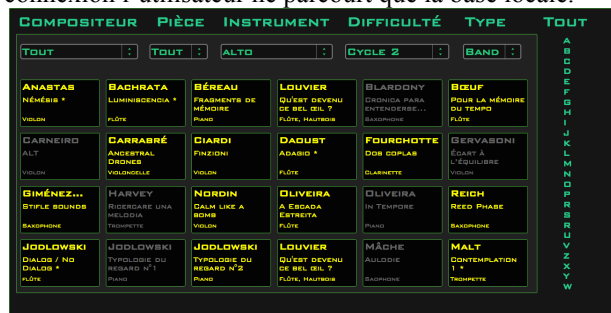 connexion l'utilisateur ne parcourt que la base locale.
COMPOSITEUR PIÈCE INSTRUMENT DIFFICULTÉ TYPE TOUT
TOUT : TOUT : ALTO : CYCLE 2 : BAND :
ANASTAS
NÉMÉSIS *
VIOLON
BACHRATA
LUMINISCENCIA *
FLÛTE
BÉREAU
FRAGMENTS DE
MÉMOIRE
PIANO
LOUVIER
QU'EST DEVENU
CE BEL ŒIL ?
FLÛTE, HAUTBOIS
BLARDONY
CRONICA PARA
ENTENDERSE...
SAXOPHONE
BŒUF
POUR LA MÉMOIRE
DU TEMPO
FLÛTE
CARNEIRO
ALT
VIOLON
CARRABRÉ
ANCESTRAL
DRONES
VIOLONCELLE
CIARDI
FINZIONI
VIOLON
DAOUST
ADAGIO *
FLÛTE
FOURCHOTTE
DOS COPLAS
CLARINETTE
GERVASONI
ÉCART À
L'ÉQUILIBRE
VIOLON
GIMÉNEZ...
STIFLE SOUNDS
SAXOPHONE
HARVEY
RICERCARE UNA
MELODIA
TROMPETTE
NORDIN
CALM LIKE A
BOMB
VIOLON
OLIVEIRA
A ESCADA
ESTREITA
FLÛTE
OLIVEIRA
IN TEMPORE
PIANO
REICH
REED PHASE
SAXOPHONE
JODLOWSKI
DIALOG / NO
DIALOG *
FLÛTE
JODLOWSKI
TYPOLOGIE DU
REGARD N°1
PIANO
JODLOWSKI
TYPOLOGIE DU
REGARD N°2
PIANO
LOUVIER
QU'EST DEVENU
CE BEL ŒIL ?
FLÛTE, HAUTBOIS
MÂCHE
AULODIE
SAOPHONE
MALT
CONTEMPLATION
1 *
TROMPETTE
A
B
C
D
E
F
G
H
I
J
K
L
M
N
O
P
R
S
R
U
V
Z
X
Y
W